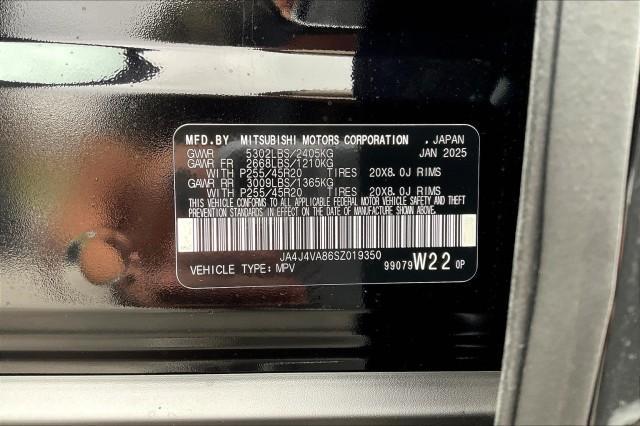 MFD.BY MITSUBISHI MOTORS CORPORATION , JAPAN
GVWR 5302LBS/2405KG JAN 2025
GAWR FR 2668LBS/1210KG
WITH P255/45R20 TIRES 20X8.0J RIMS
GAWR RR 3009LBS/1365KG
WITH P255/45R20 TIRES 20X8.0J RIMS
THIS VEHICLE CONFORMS TO ALL APPLICABLE FEDERAL MOTOR VEHICLE SAFETY AND THEFT
PREVENTION STANDARDS IN EFFECT ON THE DATE OF MANUFACTURE SHOWN ABOVE.
JA4J4VA86SZ019350
VEHICLE TYPE:MPV 99079W22 0P